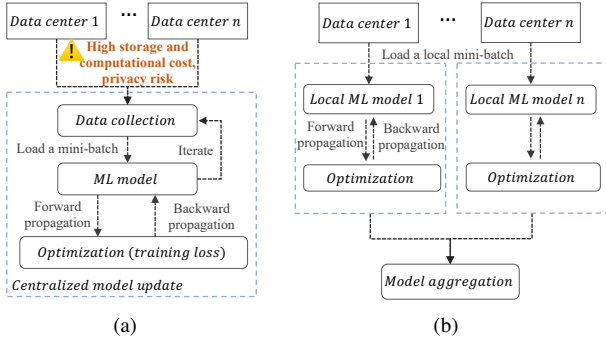 Data center 1
...
Data center n
High storage and
computational cost,
privacy risk
Data collection
Load a mini-batch
Iterate
ML model
Forward
propagation
Backward
propagation
Optimization (training loss)
Centralized model update
(a)
Data center 1
...
Data center n
Load a local mini-batch
Local ML model 1
...
Local ML model n
Forward
propagation
Backward
propagation
Optimization
Optimization
Model aggregation
(b)